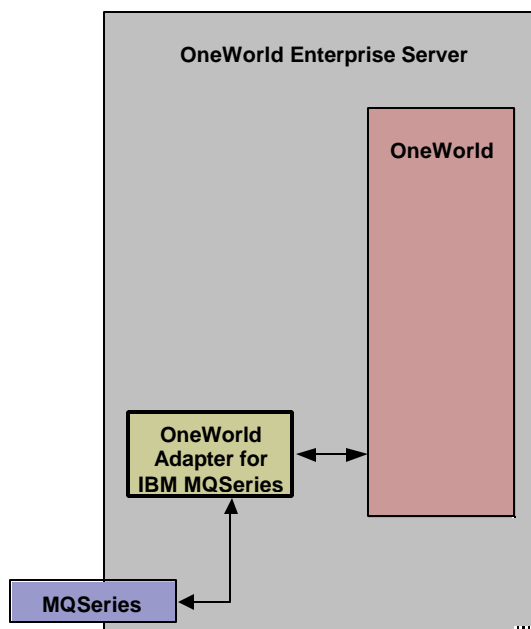 OneWorld Enterprise Server
OneWorld
OneWorld
Adapter for
IBM MQSeries
MQSeries